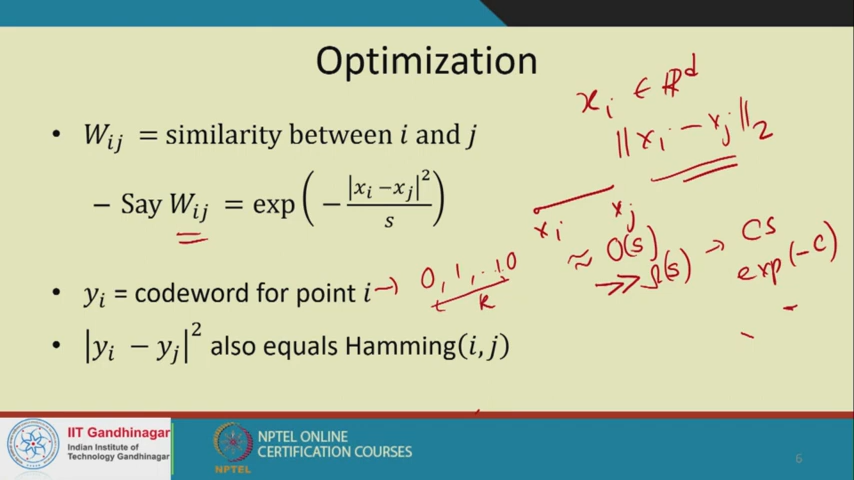 Optimization
x_i ∈ ℝ^d
‖x_i − x_j‖_2
• W_ij = similarity between i and j
– Say W_ij = exp(−|x_i − x_j|^2 / s)
x_i x_j
≈ O(s) → cs
≫ Ω(s) exp(−c)
• y_i = codeword for point i → 0, 1, ... 1, 0
k
• |y_i − y_j|^2 also equals Hamming(i, j)
IIT Gandhinagar
Indian Institute of
Technology Gandhinagar
NPTEL
NPTEL ONLINE
CERTIFICATION COURSES
6